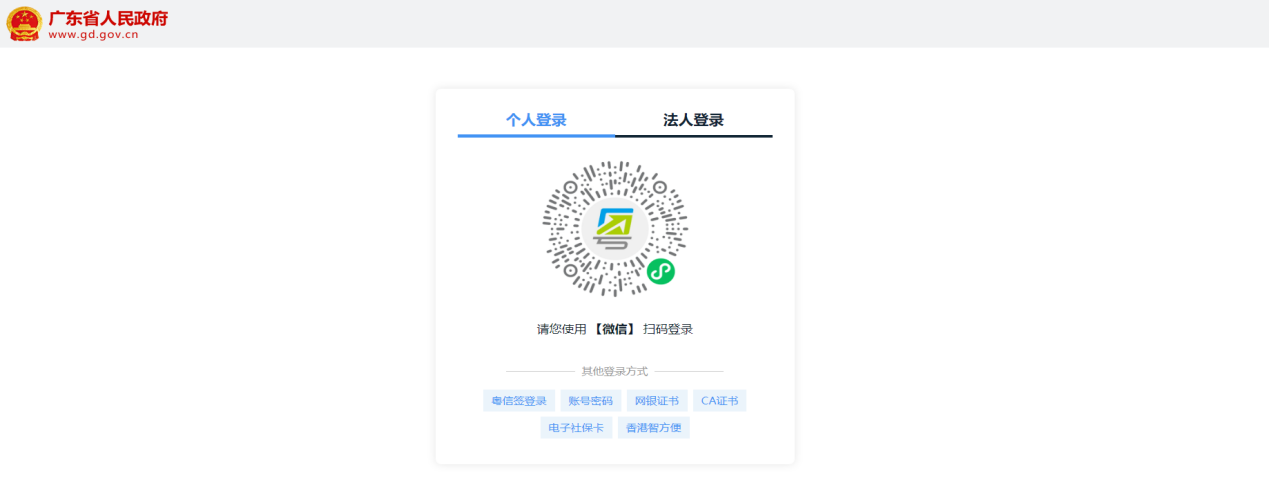 广东省人民政府
www.gd.gov.cn
个人登录 法人登录
请您使用【微信】扫码登录
其他登录方式
粤信签登录 账号密码 网银证书 CA证书
电子社保卡 香港智方便